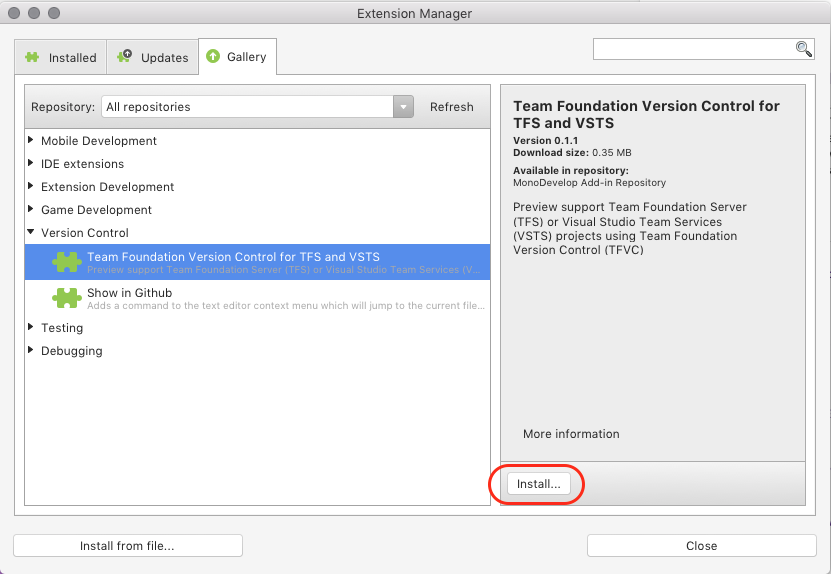 Extension Manager
Installed
Updates
Gallery
Repository:
All repositories
Refresh
Mobile Development
IDE extensions
Extension Development
Game Development
Version Control
Team Foundation Version Control for TFS and VSTS
Preview support Team Foundation Server (TFS) or Visual Studio Team Services (V...
Show in Github
Adds a command to the text editor context menu which will jump to the current file...
Testing
Debugging
Team Foundation Version Control for
TFS and VSTS
Version 0.1.1
Download size: 0.35 MB
Available in repository:
MonoDevelop Add-in Repository
Preview support Team Foundation Server
(TFS) or Visual Studio Team Services
(VSTS) projects using Team Foundation
Version Control (TFVC)
More information
Install...
Install from file...
Close